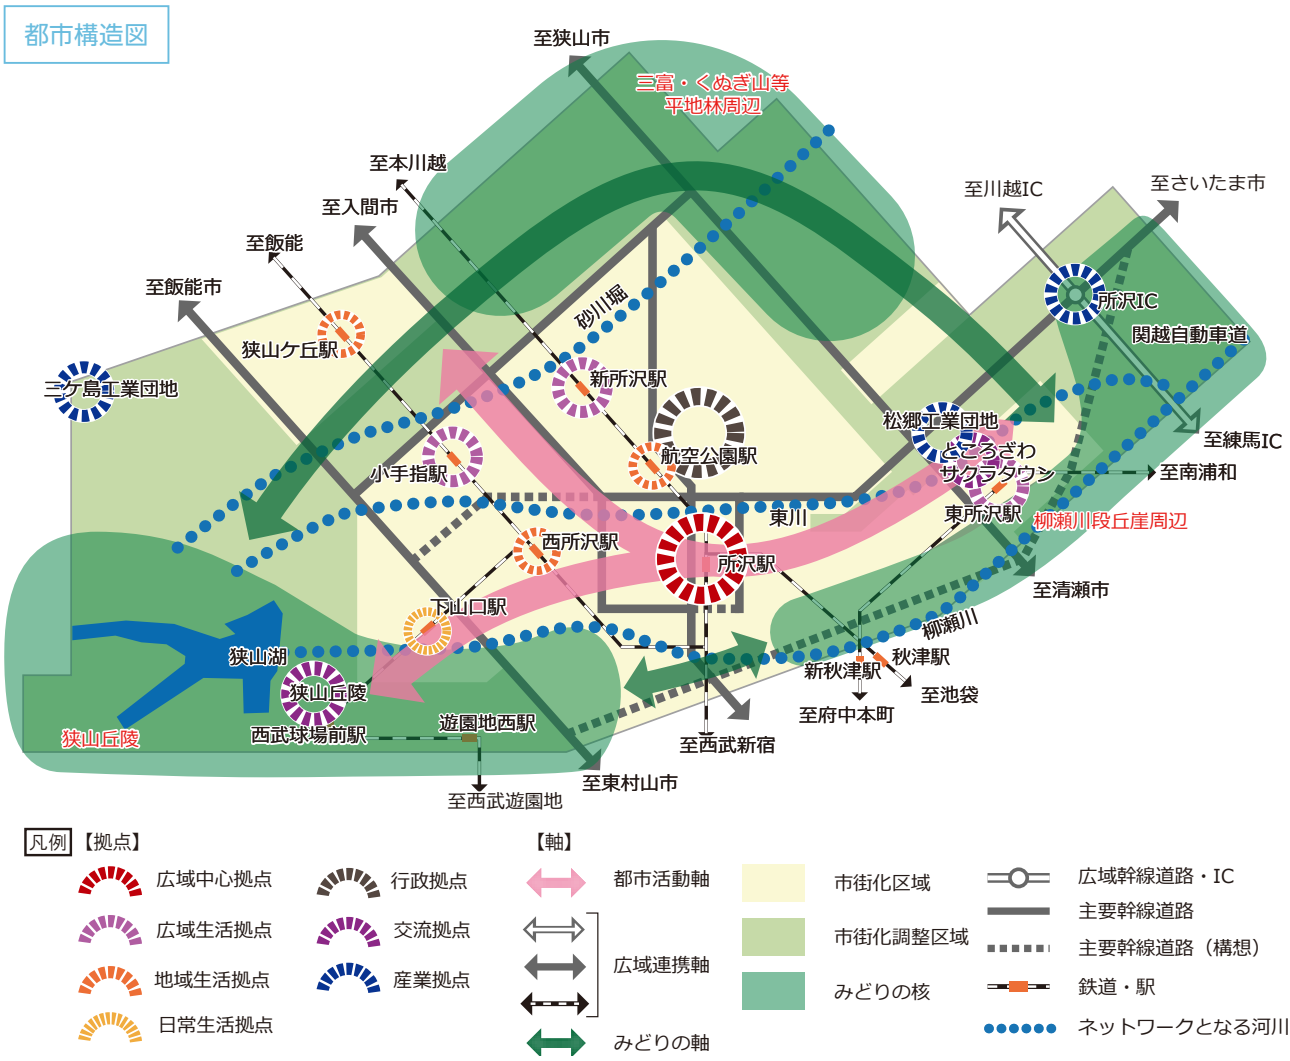 都市構造図
至狭山市
三富・くぬぎ山等
平地林周辺
至本川越
至入間市
至川越IC
至さいたま市
至飯能
至飯能市
砂川堀
所沢IC
関越自動車道
狭山ケ丘駅
新所沢駅
三ケ島工業団地
松郷工業団地
至練馬IC
小手指駅
航空公園駅
ところざわ
サクラタウン
至南浦和
東川
東所沢駅
柳瀬川段丘崖周辺
西所沢駅
所沢駅
至清瀬市
下山口駅
柳瀬川
狭山湖
新秋津駅
秋津駅
狭山丘陵
至池袋
至府中本町
遊園地西駅
西武球場前駅
狭山丘陵
至西武新宿
至東村山市
至西武遊園地
凡例
【拠点】
広域中心拠点
広域生活拠点
地域生活拠点
日常生活拠点
行政拠点
交流拠点
産業拠点
【軸】
都市活動軸
広域連携軸
みどりの軸
市街化区域
市街化調整区域
みどりの核
広域幹線道路・IC
主要幹線道路
主要幹線道路（構想）
鉄道・駅
ネットワークとなる河川